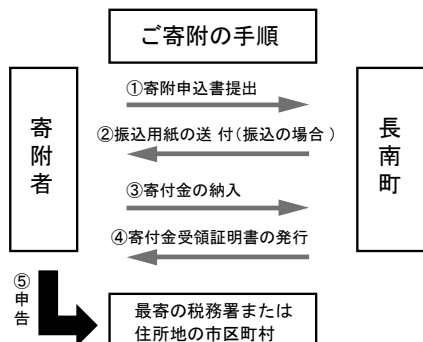 ご寄附の手順
寄附者
①寄附申込書提出
②振込用紙の送 付（振込の場合 ）
③寄付金の納入
④寄付金受領証明書の発行
長南町
⑤申告
最寄の税務署または
住所地の市区町村